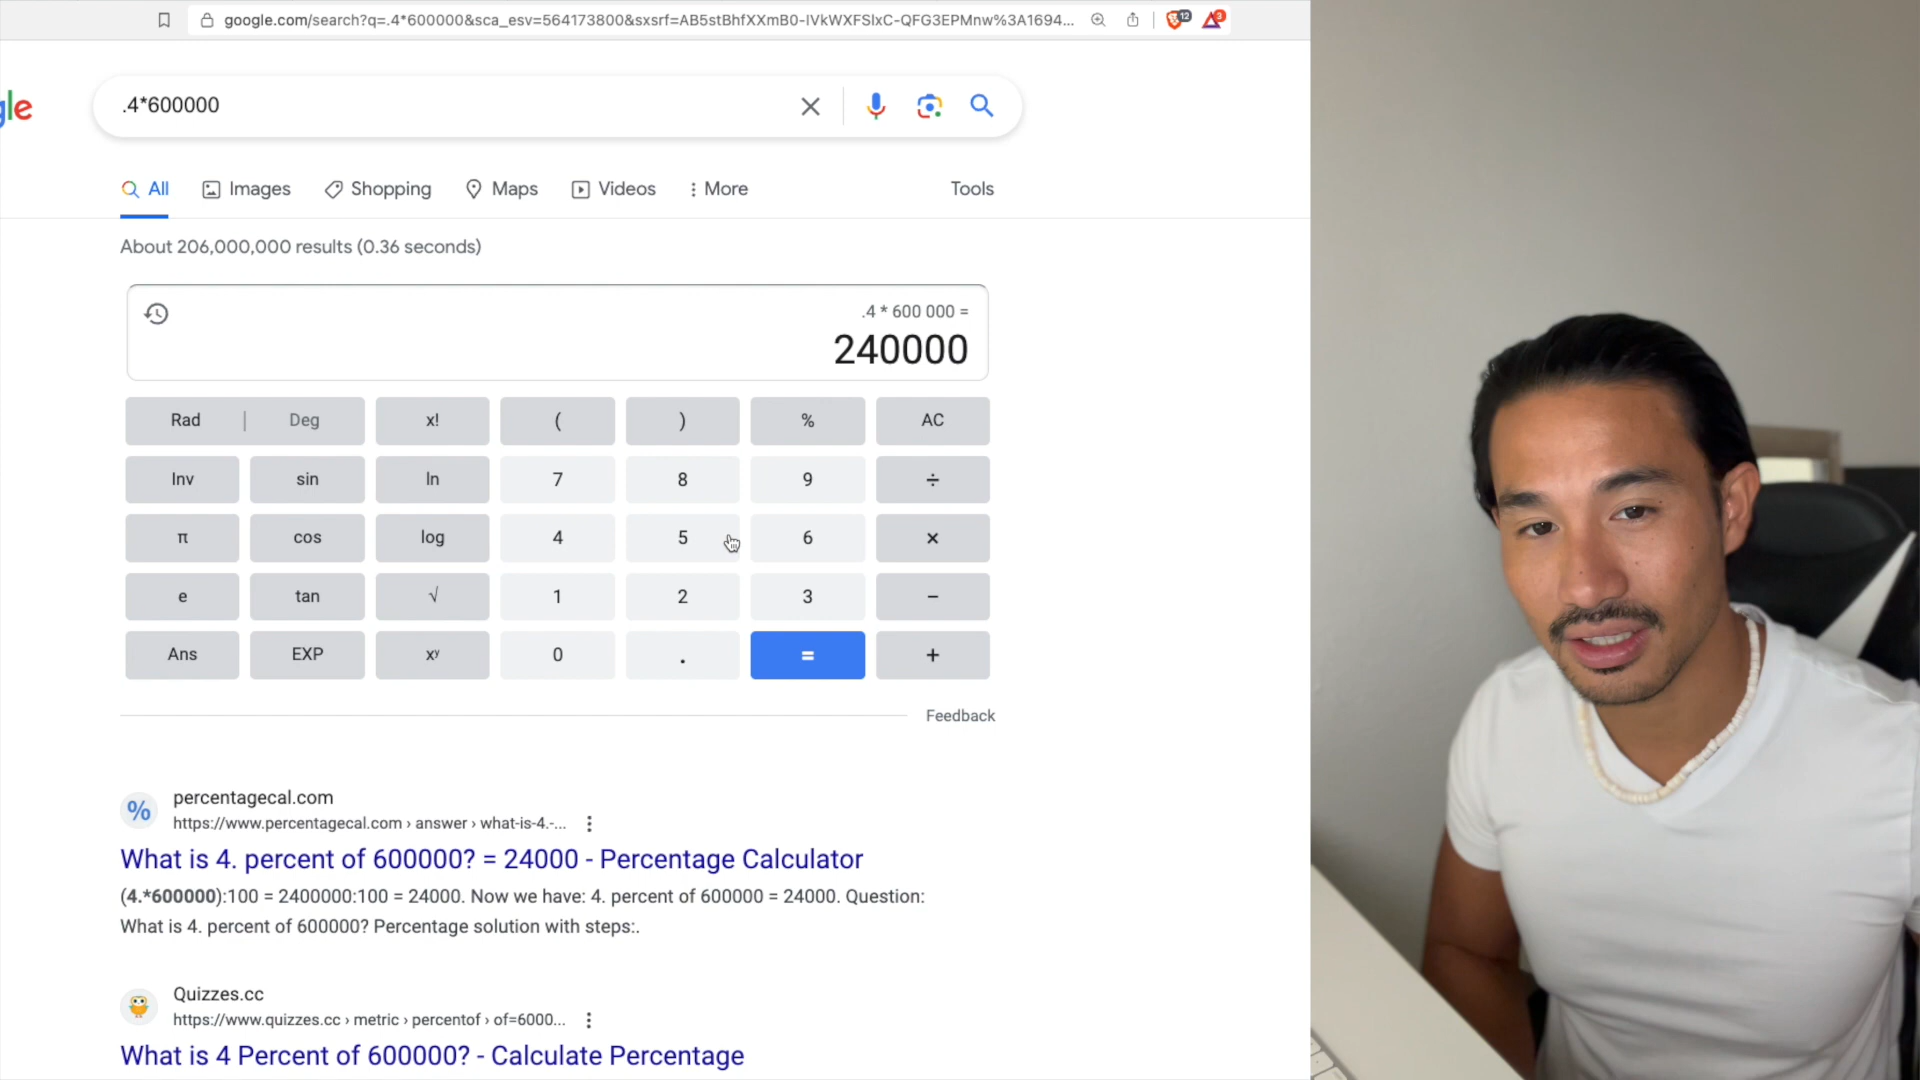 google.com/search?q=.4*600000&sca_esv=564173800&sxsrf=AB5stBhfXXmB0-IVkWXFSlxC-QFG3EPMnw%3A1694...
12
3
gle
.4*600000
All
Images
Shopping
Maps
Videos
More
Tools
About 206,000,000 results (0.36 seconds)
.4 * 600 000 =
240000
Rad | Deg x! ( ) % AC
Inv sin ln 7 8 9 ÷
π cos log 4 5 6 ×
e tan √ 1 2 3 −
Ans EXP xʸ 0 . = +
Feedback
%
percentagecal.com
https://www.percentagecal.com › answer › what-is-4.-...
What is 4. percent of 600000? = 24000 - Percentage Calculator
(4.*600000):100 = 2400000:100 = 24000. Now we have: 4. percent of 600000 = 24000. Question:
What is 4. percent of 600000? Percentage solution with steps:.
Quizzes.cc
https://www.quizzes.cc › metric › percentof › of=6000...
What is 4 Percent of 600000? - Calculate Percentage